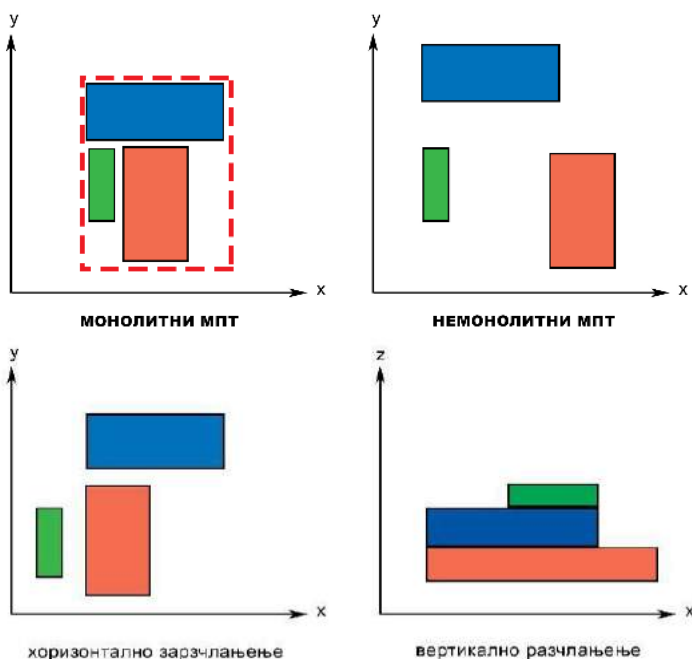 y
y
x
x
МОНОЛИТНИ МПТ
НЕМОНОЛИТНИ МПТ
y
z
x
x
хоризонтално зарзчлањење
вертикално разчлањење